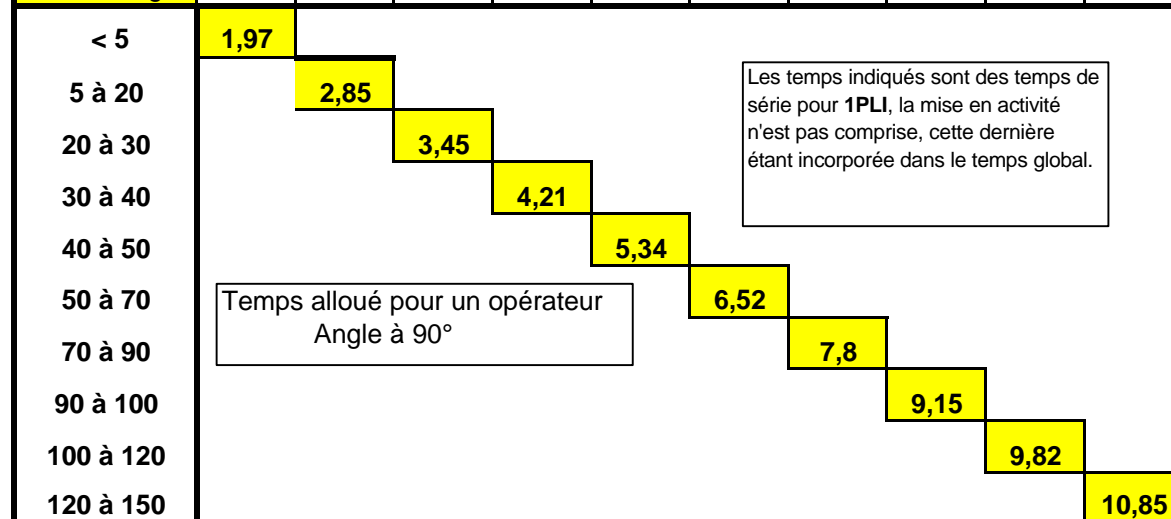 < 5 1,97
5 à 20 2,85
20 à 30 3,45
30 à 40 4,21
40 à 50 5,34
50 à 70 6,52
70 à 90 7,8
90 à 100 9,15
100 à 120 9,82
120 à 150 10,85
Les temps indiqués sont des temps de
série pour 1PLI, la mise en activité
n'est pas comprise, cette dernière
étant incorporée dans le temps global.
Temps alloué pour un opérateur
Angle à 90°